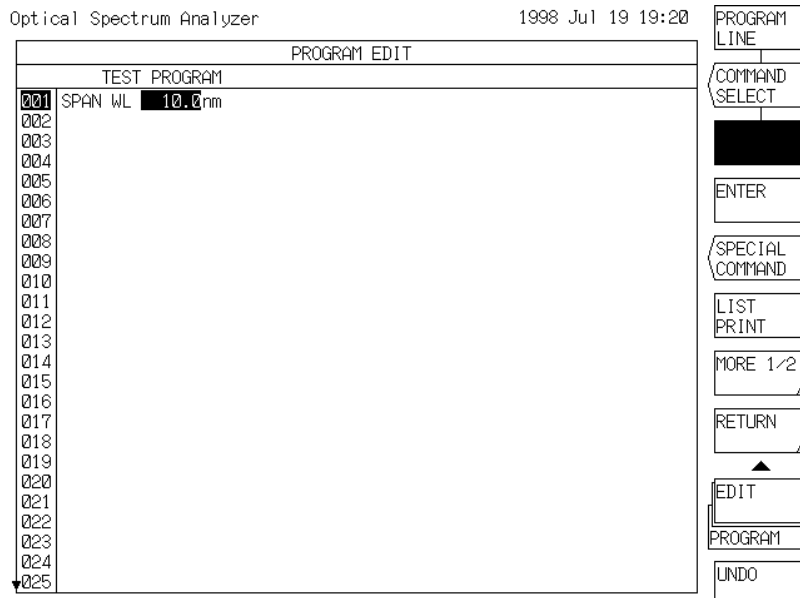 Optical Spectrum Analyzer
1998 Jul 19 19:20
PROGRAM EDIT
TEST PROGRAM
001 SPAN WL 10.0nm
002
003
004
005
006
007
008
009
010
011
012
013
014
015
016
017
018
019
020
021
022
023
024
025
PROGRAM
LINE
COMMAND
SELECT
ENTER
SPECIAL
COMMAND
LIST
PRINT
MORE 1/2
RETURN
EDIT
PROGRAM
UNDO